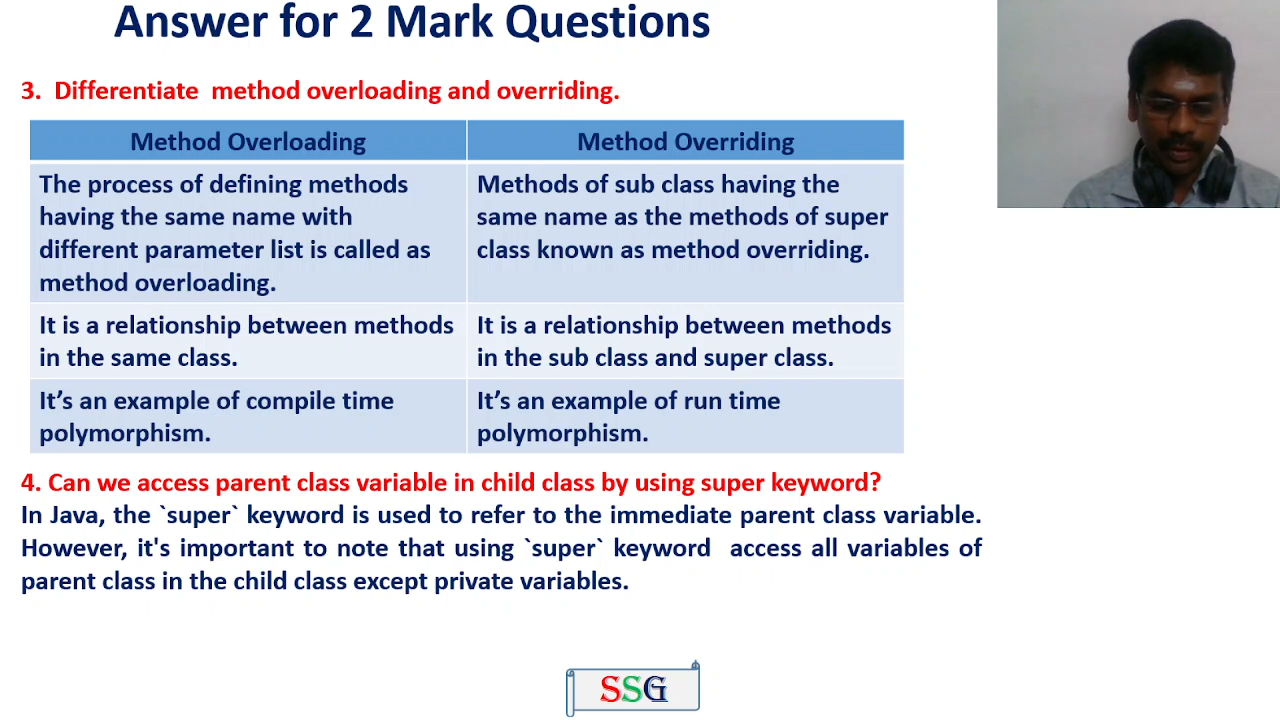 Answer for 2 Mark Questions
3. Differentiate method overloading and overriding.
Method Overloading
Method Overriding
The process of defining methods
having the same name with
different parameter list is called as
method overloading.
Methods of sub class having the
same name as the methods of super
class known as method overriding.
It is a relationship between methods
in the same class.
It is a relationship between methods
in the sub class and super class.
It’s an example of compile time
polymorphism.
It’s an example of run time
polymorphism.
4. Can we access parent class variable in child class by using super keyword?
In Java, the `super` keyword is used to refer to the immediate parent class variable.
However, it's important to note that using `super` keyword access all variables of
parent class in the child class except private variables.
SSG